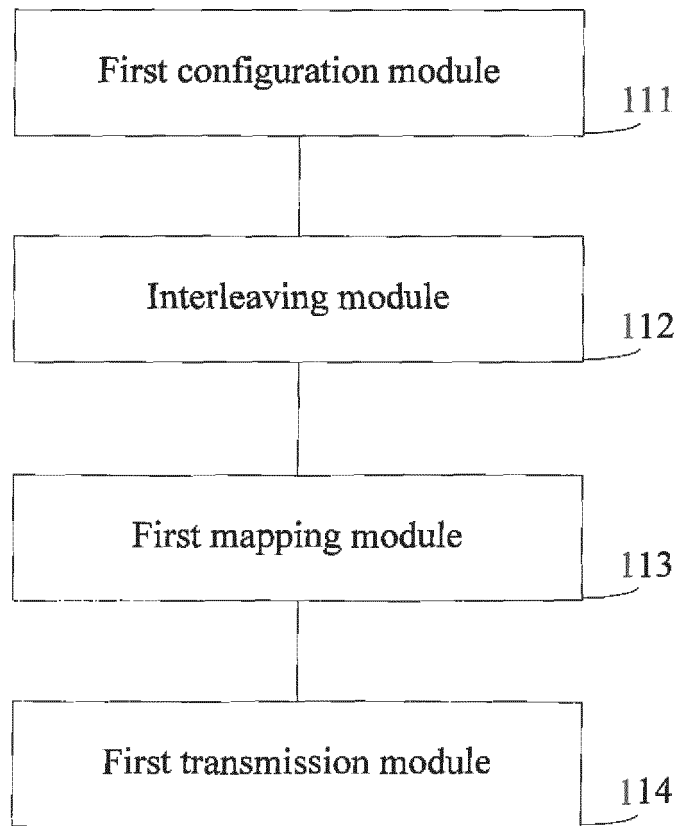 First configuration module
111
Interleaving module
112
First mapping module
113
First transmission module
114